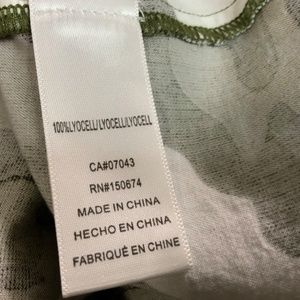 100%LYOCELL/LYOCELL/LYOCELL
CA#07043
RN#150674
MADE IN CHINA
HECHO EN CHINA
FABRIQUÉ EN CHINE